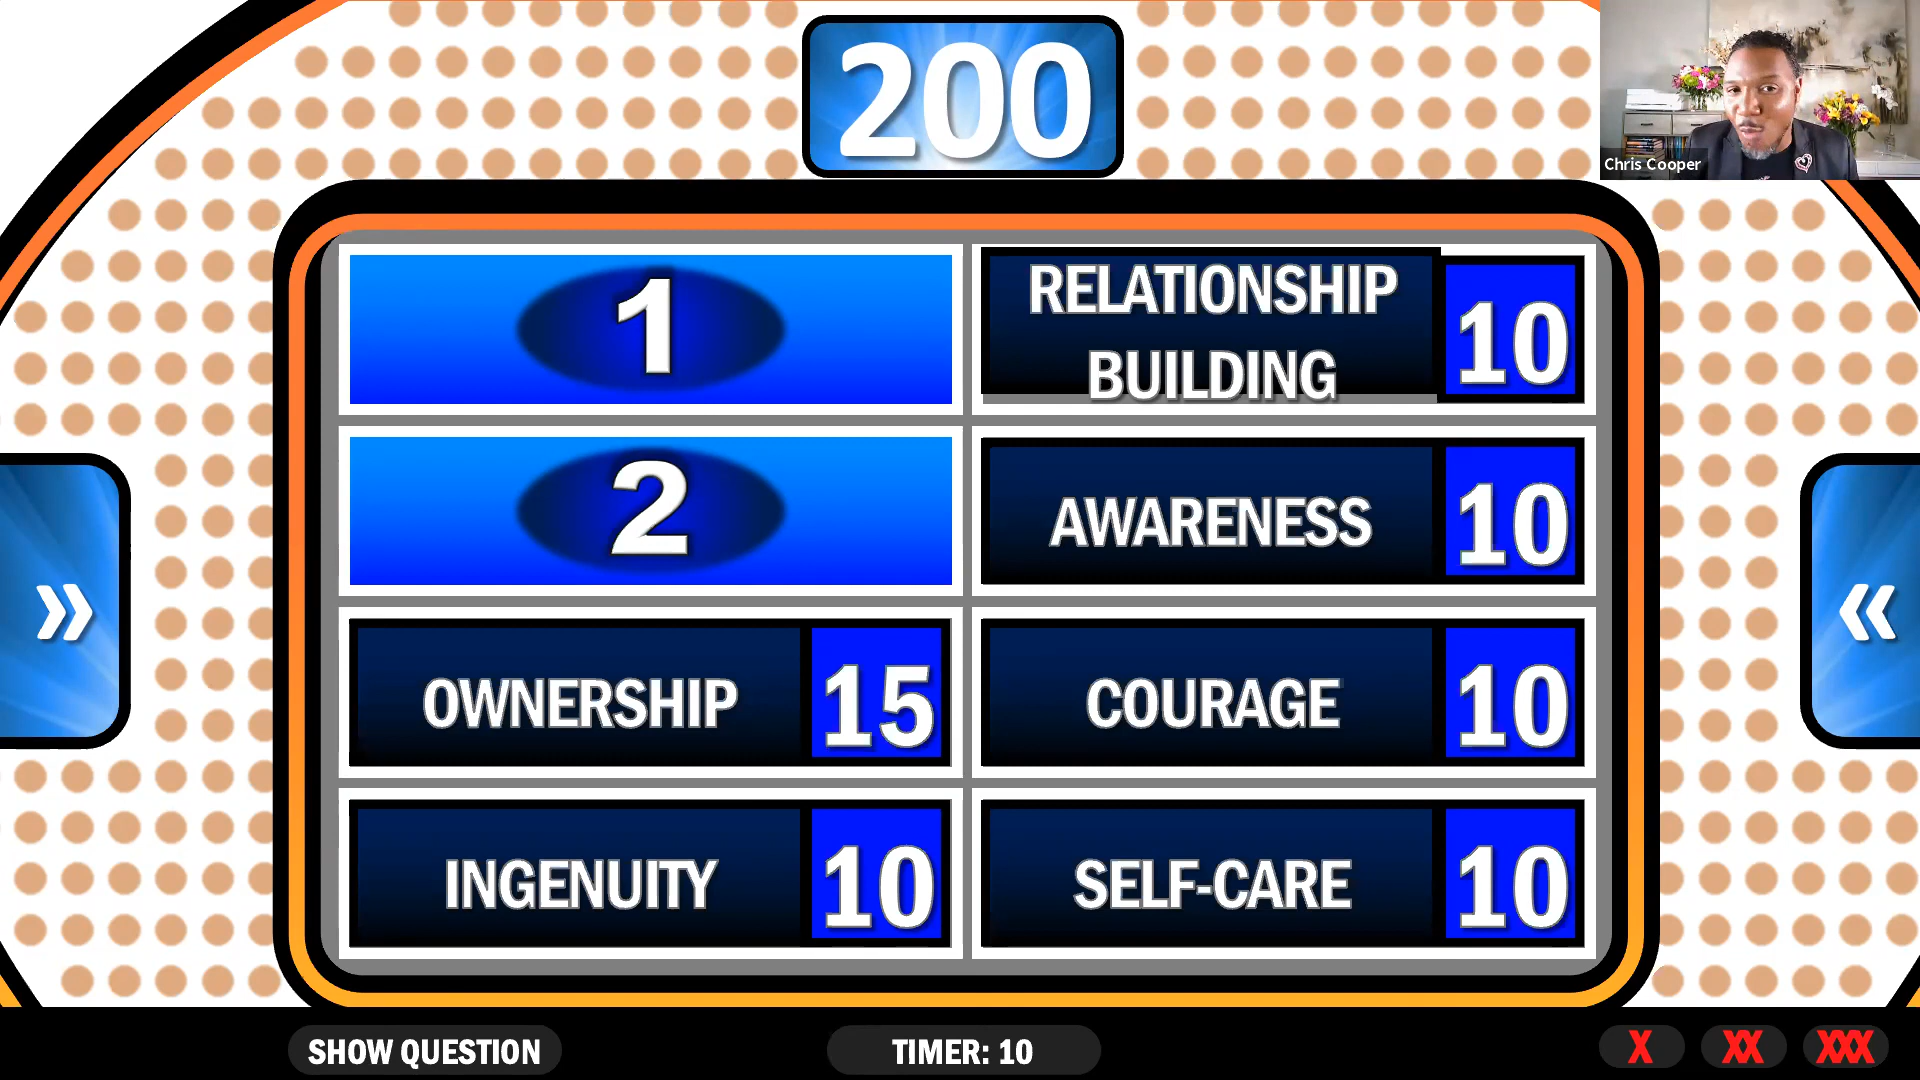 200
Chris Cooper
1
RELATIONSHIP
BUILDING
10
2
AWARENESS
10
OWNERSHIP
15
COURAGE
10
INGENUITY
10
SELF-CARE
10
SHOW QUESTION
TIMER: 10
X
XX
XXX